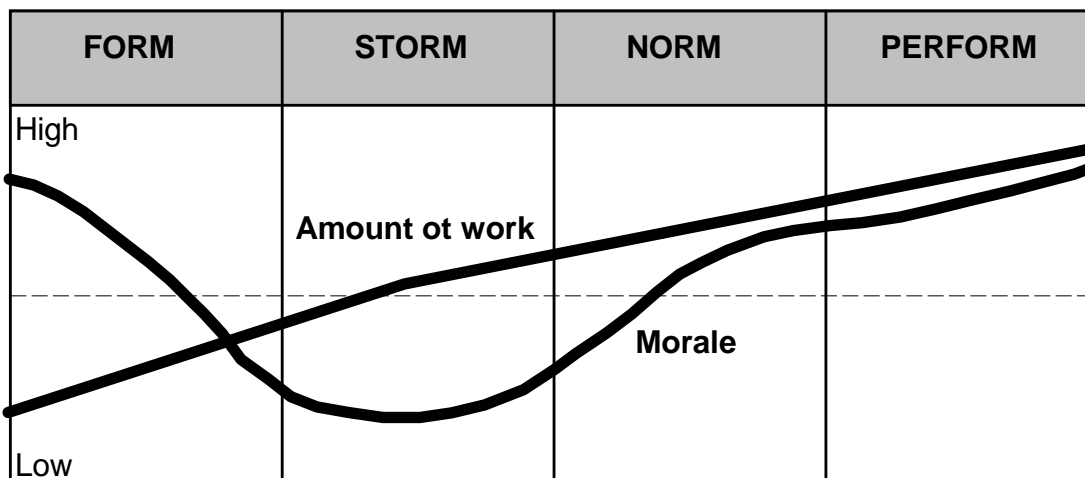 FORM STORM NORM PERFORM
High
Amount ot work
Morale
Low